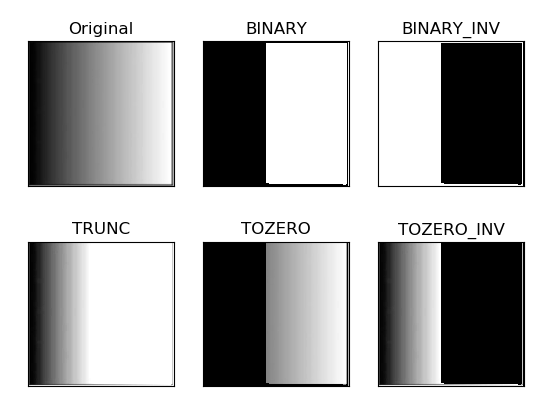 Original
BINARY
BINARY_INV
TRUNC
TOZERO
TOZERO_INV